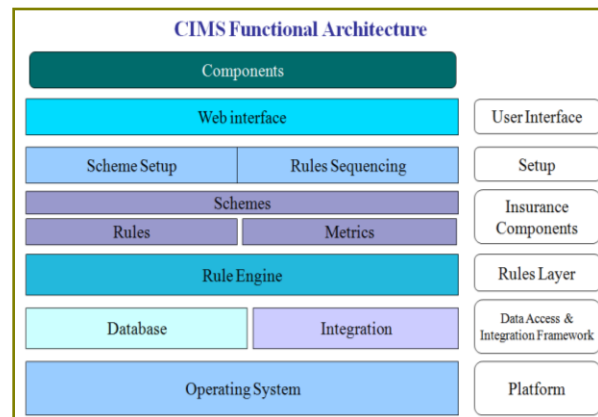 CIMS Functional Architecture
Components
Web interface
User Interface
Scheme Setup
Rules Sequencing
Setup
Schemes
Rules
Metrics
Insurance
Components
Rule Engine
Rules Layer
Database
Integration
Data Access &
Integration Framework
Operating System
Platform